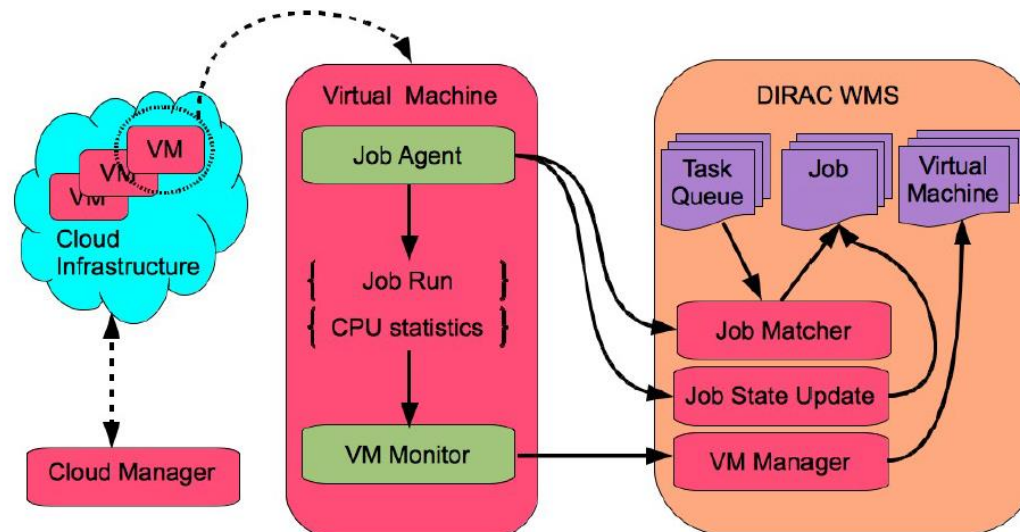 VM
VM
VM
Cloud
Infrastructure
Cloud Manager
Virtual Machine
Job Agent
{ Job Run }
{ CPU statistics }
VM Monitor
DIRAC WMS
Task
Queue
Job
Virtual
Machine
Job Matcher
Job State Update
VM Manager